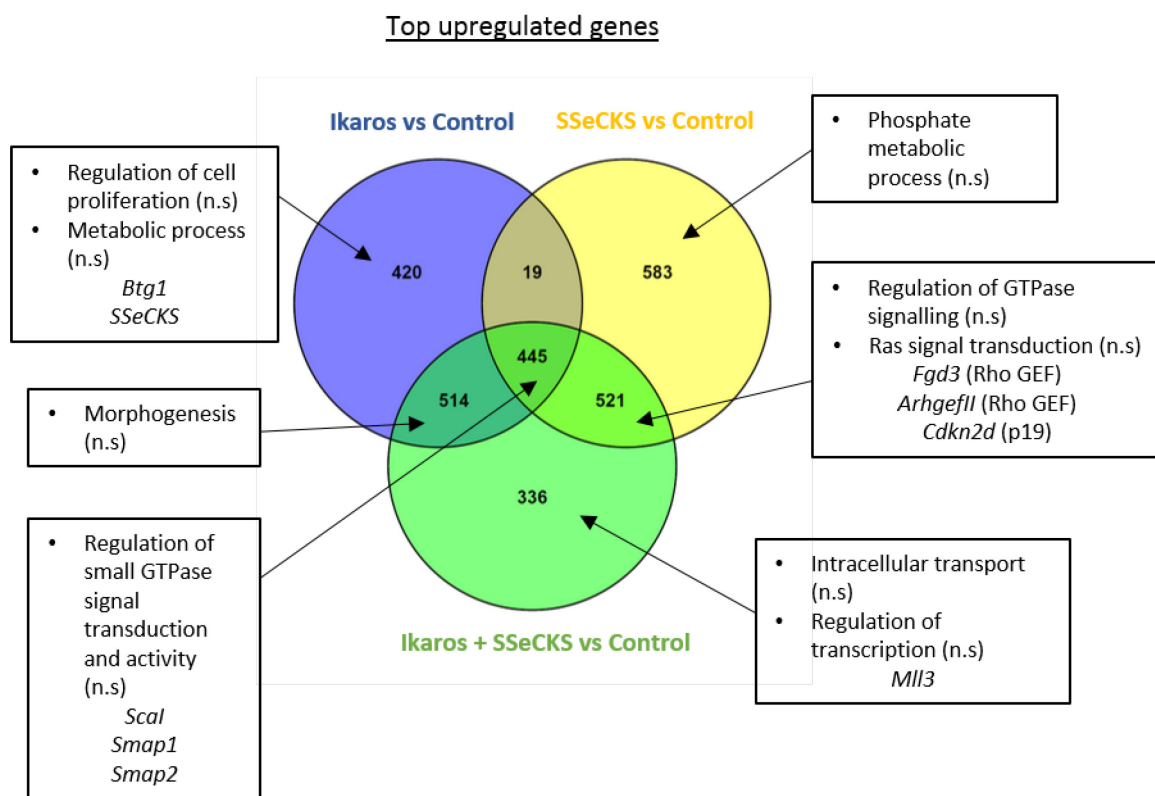 Top upregulated genes
Ikaros vs Control
SSeCKS vs Control
• Phosphate
metabolic
process (n.s)
• Regulation of cell
proliferation (n.s)
• Metabolic process
(n.s)
Btg1
SSeCKS
420
19
583
• Regulation of GTPase
signalling (n.s)
• Ras signal transduction (n.s)
Fgd3 (Rho GEF)
ArhgefII (Rho GEF)
Cdkn2d (p19)
445
514
521
• Morphogenesis
(n.s)
336
• Regulation of
small GTPase
signal
transduction
and activity
(n.s)
Scal
Smap1
Smap2
• Intracellular transport
(n.s)
• Regulation of
transcription (n.s)
Mll3
Ikaros + SSeCKS vs Control